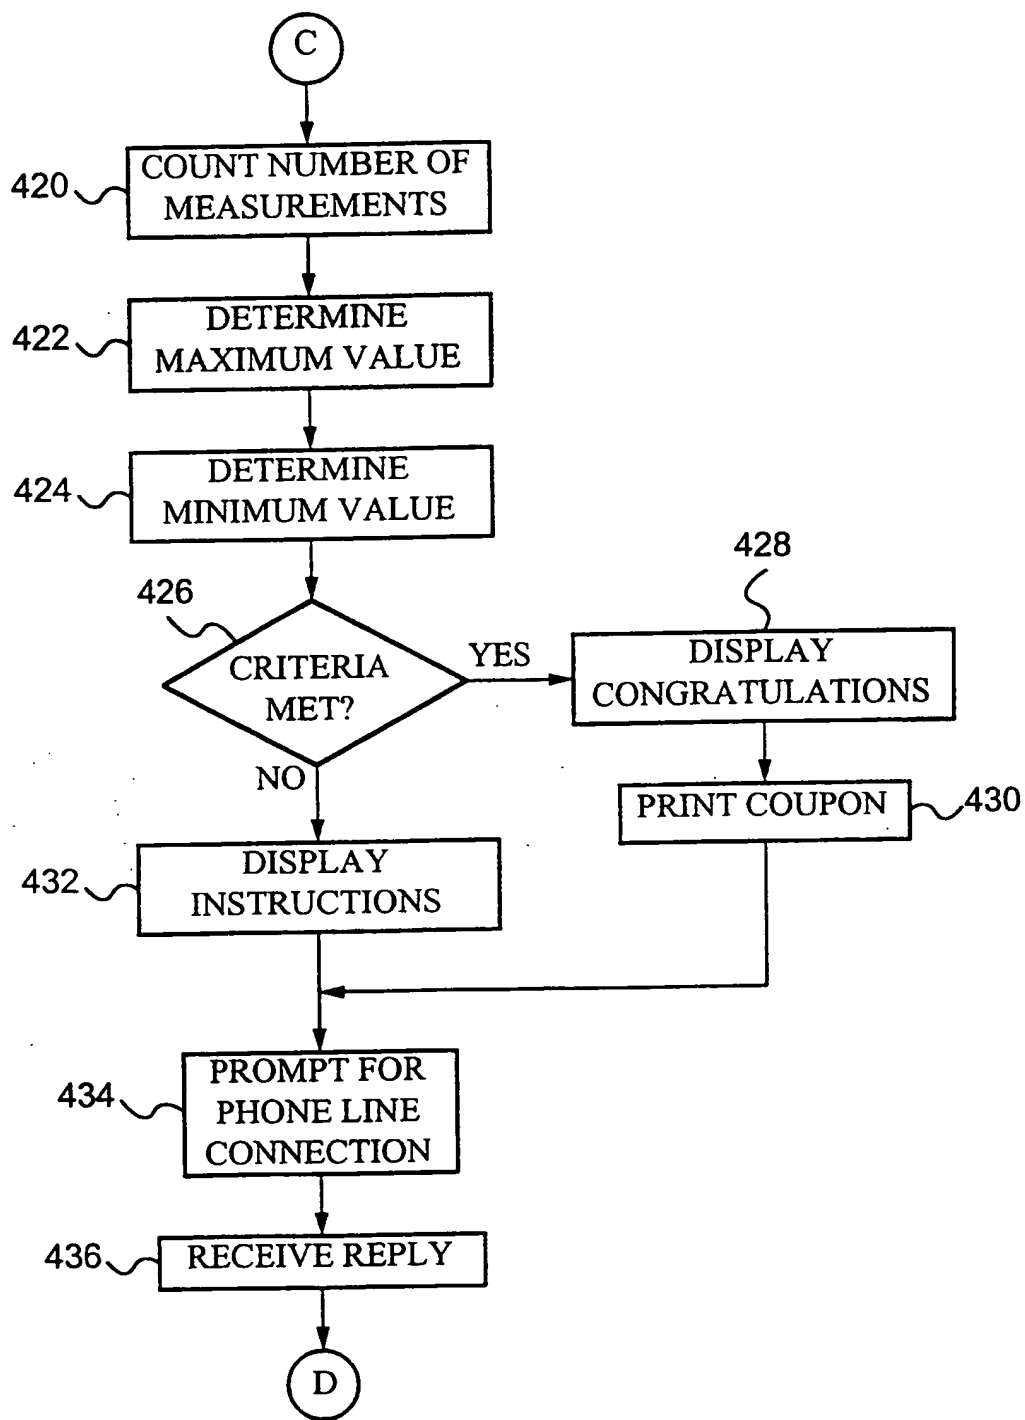 C
420
COUNT NUMBER OF
MEASUREMENTS
422
DETERMINE
MAXIMUM VALUE
424
DETERMINE
MINIMUM VALUE
426
CRITERIA
MET?
YES
NO
428
DISPLAY
CONGRATULATIONS
PRINT COUPON
430
432
DISPLAY
INSTRUCTIONS
434
PROMPT FOR
PHONE LINE
CONNECTION
436
RECEIVE REPLY
D